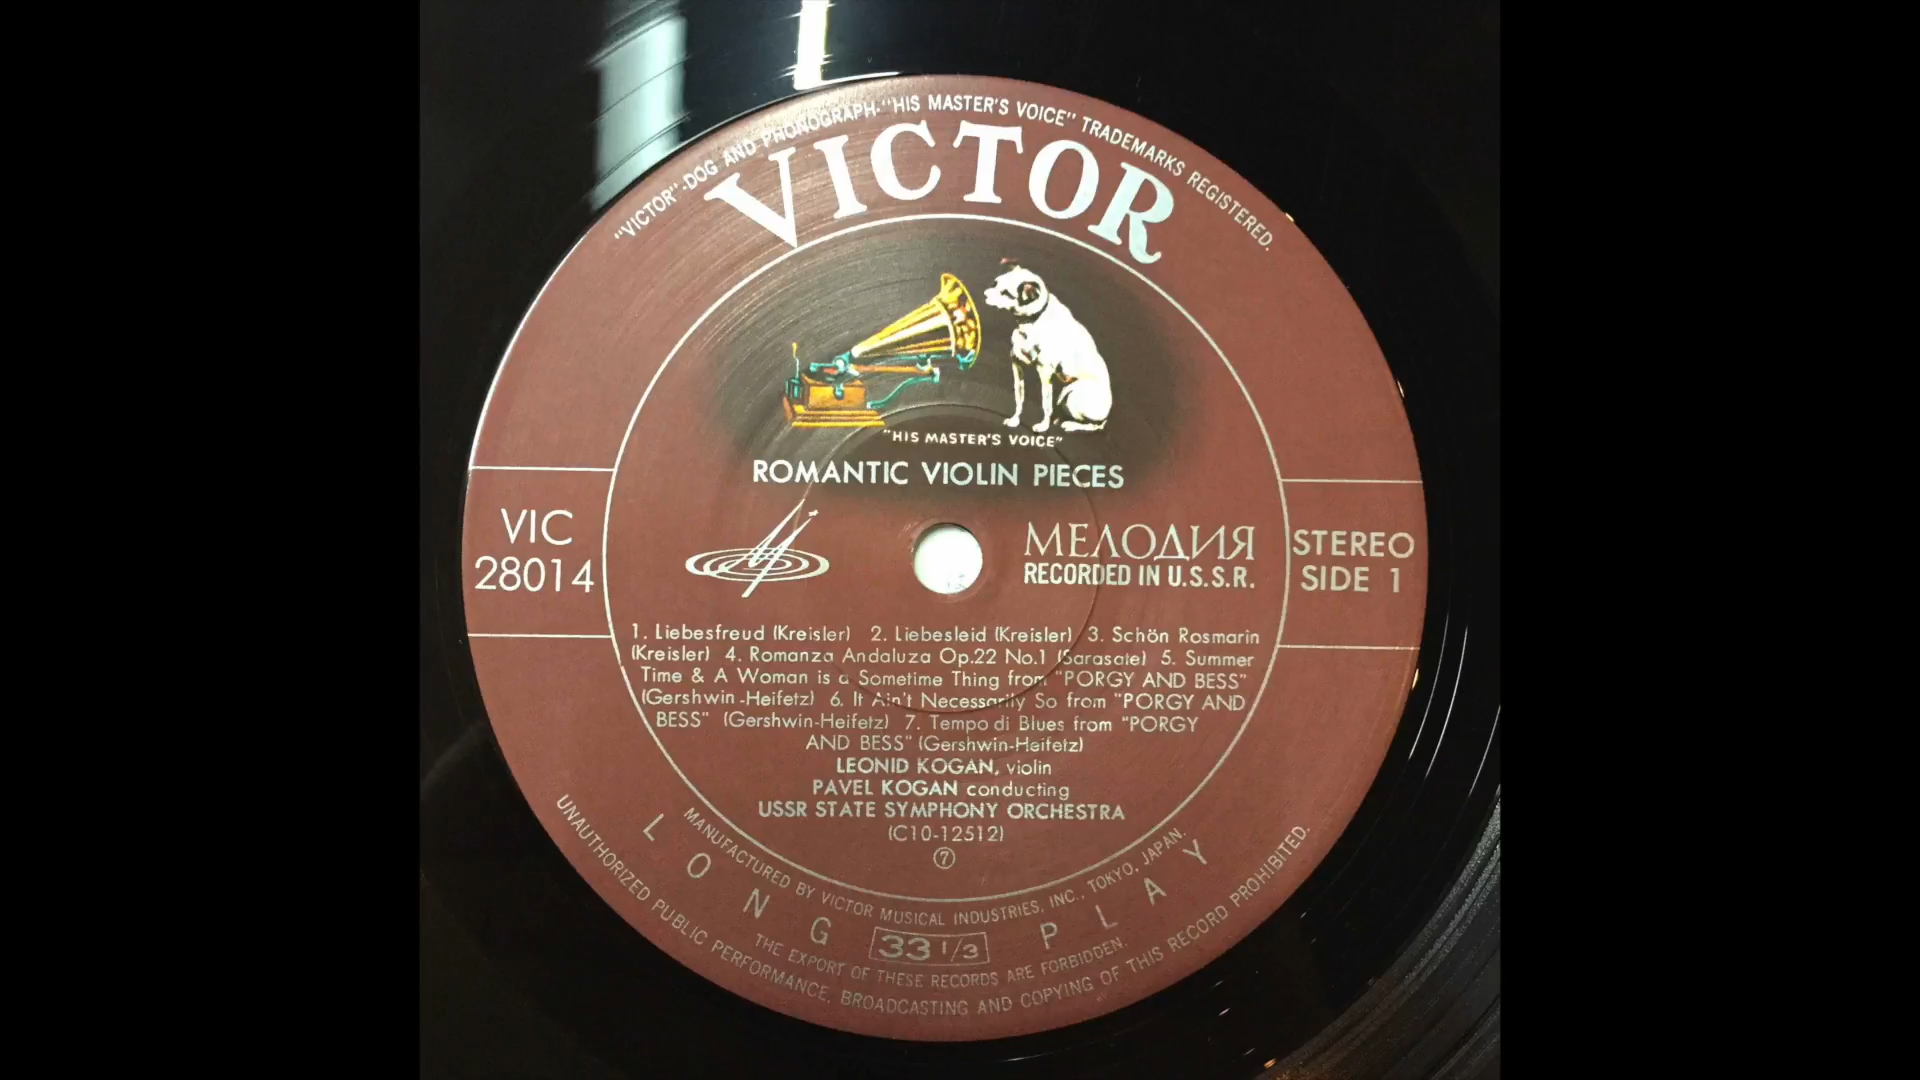 "VICTOR"-DOG AND PHONOGRAPH-"HIS MASTER'S VOICE" TRADEMARKS REGISTERED.
VICTOR
"HIS MASTER'S VOICE"
ROMANTIC VIOLIN PIECES
VIC
28014
МЕЛОДИЯ
RECORDED IN U.S.S.R.
STEREO
SIDE 1
1. Liebesfreud (Kreisler) 2. Liebesleid (Kreisler) 3. Schön Rosmarin
(Kreisler) 4. Romanza Andaluza Op.22 No.1 (Sarasate) 5. Summer
Time & A Woman is a Sometime Thing from "PORGY AND BESS"
(Gershwin-Heifetz) 6. It Ain't Necessarily So from "PORGY AND
BESS" (Gershwin-Heifetz) 7. Tempo di Blues from "PORGY
AND BESS" (Gershwin-Heifetz)
LEONID KOGAN, violin
PAVEL KOGAN conducting
USSR STATE SYMPHONY ORCHESTRA
(C10-12512)
⑦
MANUFACTURED BY VICTOR MUSICAL INDUSTRIES, INC., TOKYO, JAPAN.
LONG PLAY
33 1/3
THE EXPORT OF THESE RECORDS ARE FORBIDDEN.
UNAUTHORIZED PUBLIC PERFORMANCE, BROADCASTING AND COPYING OF THIS RECORD PROHIBITED.